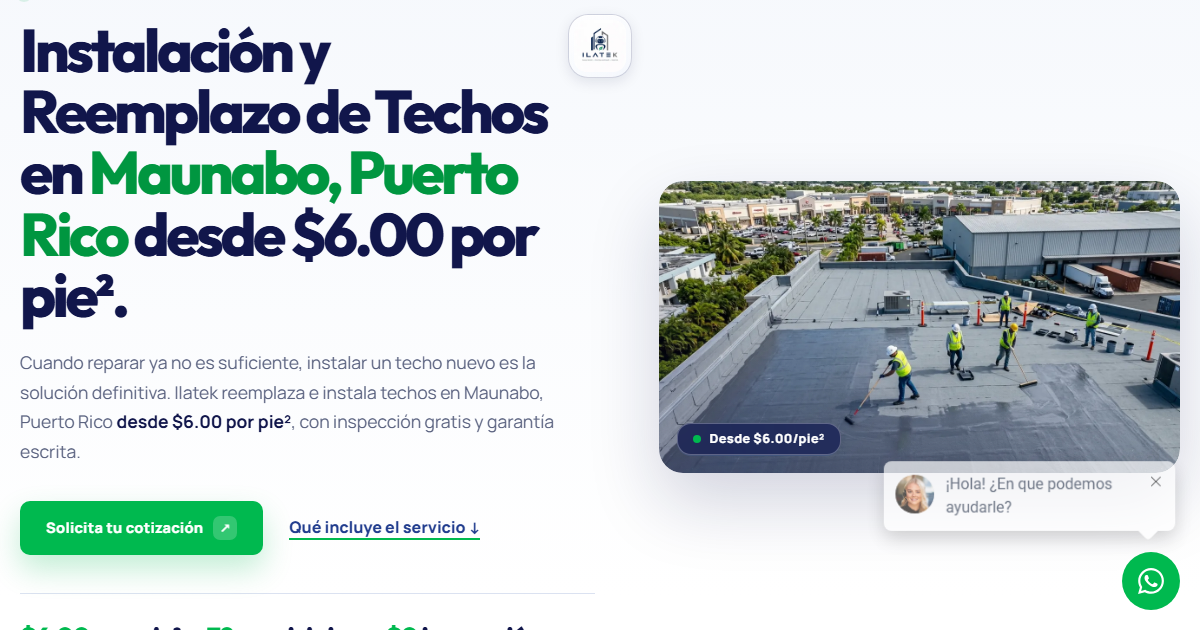 Instalación y
Reemplazo de Techos
en Maunabo, Puerto
Rico desde $6.00 por
pie².
Cuando reparar ya no es suficiente, instalar un techo nuevo es la
solución definitiva. Ilatek reemplaza e instala techos en Maunabo,
Puerto Rico desde $6.00 por pie², con inspección gratis y garantía
escrita.
Solicita tu cotización ↗
Qué incluye el servicio ↓
ILATEK
Desde $6.00/pie²
¡Hola! ¿En que podemos
ayudarle?